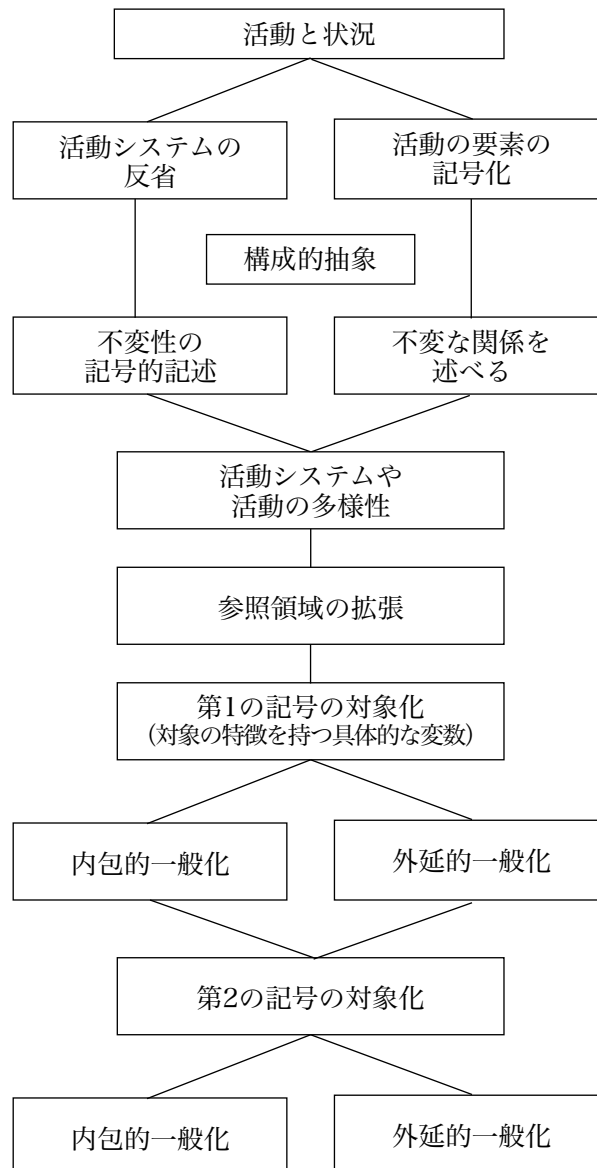 活動と状況
活動システムの
反省
活動の要素の
記号化
構成的抽象
不変性の
記号的記述
不変な関係を
述べる
活動システムや
活動の多様性
参照領域の拡張
第1の記号の対象化
(対象の特徴を持つ具体的な変数)
内包的一般化
外延的一般化
第2の記号の対象化
内包的一般化
外延的一般化